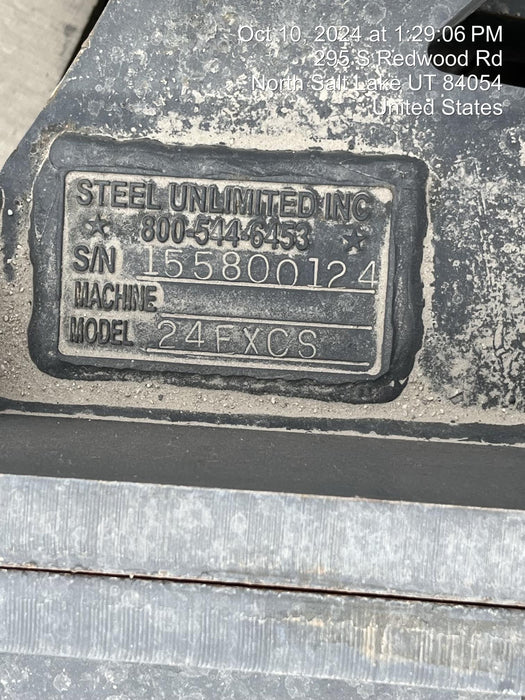 Oct 10, 2024 at 1:29:06 PM
295 S Redwood Rd
North Salt Lake UT 84054
United States
STEEL UNLIMITED INC
800-544-6453
S/N 155800124
MACHINE
MODEL 24EXCS